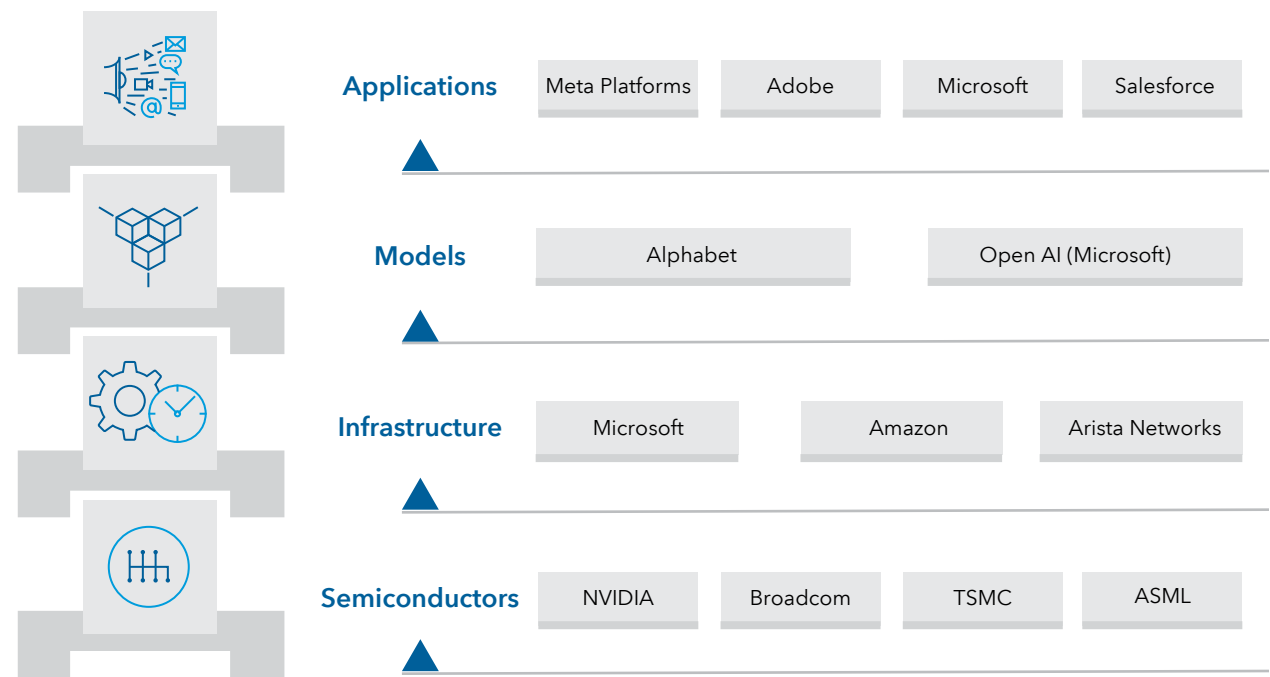 Applications
Meta Platforms
Adobe
Microsoft
Salesforce
Models
Alphabet
Open AI (Microsoft)
Infrastructure
Microsoft
Amazon
Arista Networks
Semiconductors
NVIDIA
Broadcom
TSMC
ASML